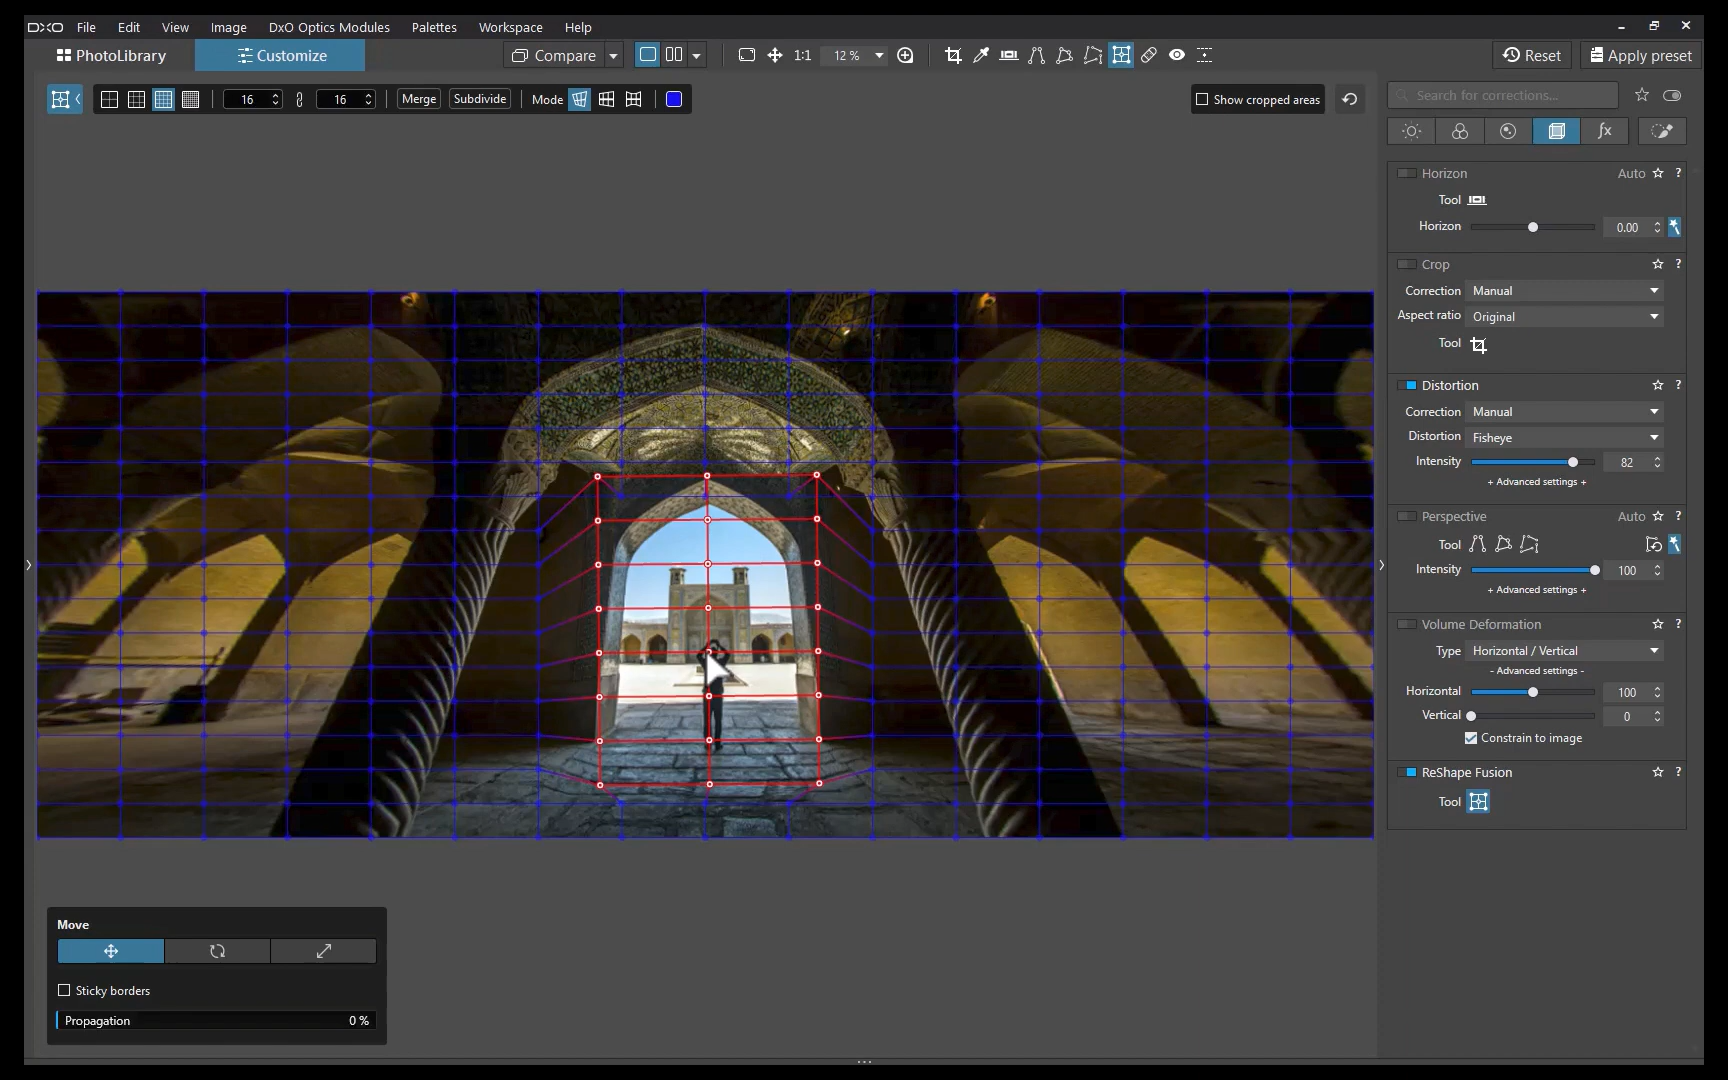 DXO File Edit View Image DxO Optics Modules Palettes Workspace Help
PhotoLibrary Customize Compare 1:1 12 % Reset Apply preset
16 16 Merge Subdivide Mode Show cropped areas
Search for corrections...
fx
Horizon Auto ?
Tool
Horizon 0.00
Crop ?
Correction Manual
Aspect ratio Original
Tool
Distortion ?
Correction Manual
Distortion Fisheye
Intensity 82
+ Advanced settings +
Perspective Auto ?
Tool
Intensity 100
+ Advanced settings +
Volume Deformation ?
Type Horizontal / Vertical
- Advanced settings -
Horizontal 100
Vertical 0
Constrain to image
ReShape Fusion ?
Tool
Move
Sticky borders
Propagation 0 %